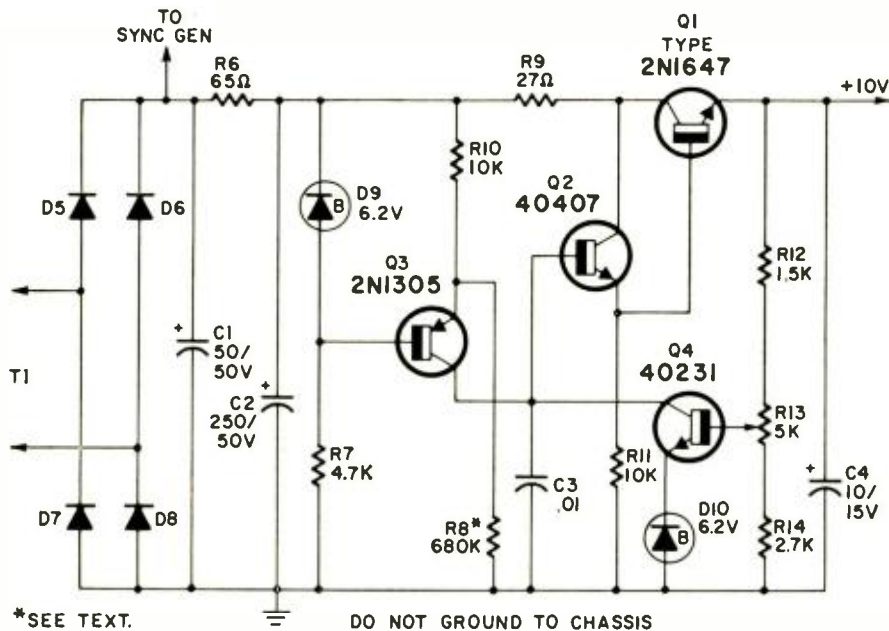 TO
SYNC GEN
R6
65Ω
R9
27Ω
Q1
TYPE
2N1647
+10V
R10
10K
D5
D6
D9
6.2V
B
Q2
40407
Q3
2N1305
R12
1.5K
T1
+
C1
50/
50V
+
C2
250/
50V
Q4
40231
R13
5K
R7
4.7K
C3
.01
R11
10K
+
C4
10/
15V
D7
D8
R8*
680K
D10
6.2V
B
R14
2.7K
*SEE TEXT.
DO NOT GROUND TO CHASSIS